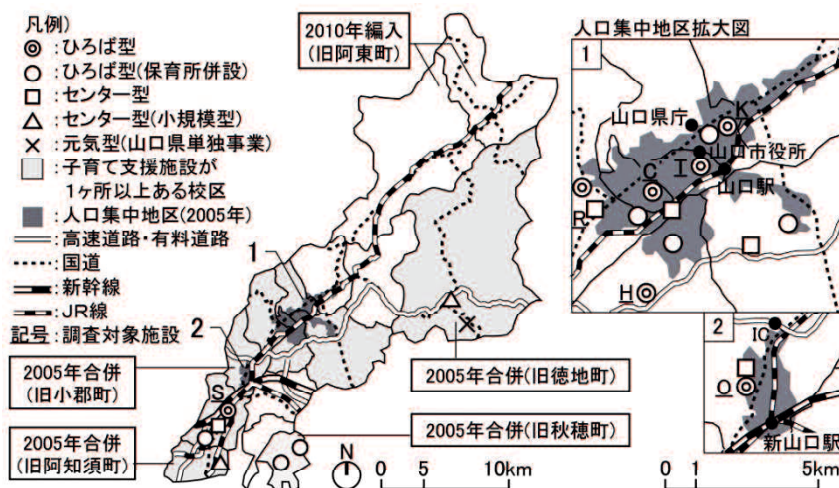 凡例)
◎:ひろば型
○:ひろば型(保育所併設)
□:センター型
△:センター型(小規模型)
×:元気型(山口県単独事業)
:子育て支援施設が
1ヶ所以上ある校区
:人口集中地区(2005年)
:高速道路・有料道路
:国道
:新幹線
:JR線
記号:調査対象施設
2010年編入
(旧阿東町)
1
2
2005年合併
(旧小郡町)
S
2005年合併
(旧阿知須町)
2005年合併(旧徳地町)
2005年合併(旧秋穂町)
N
0 5 10km
人口集中地区拡大図
1
山口県庁
K
山口市役所
I
C
山口駅
R
H
2
IC
O
新山口駅
0 1 5km